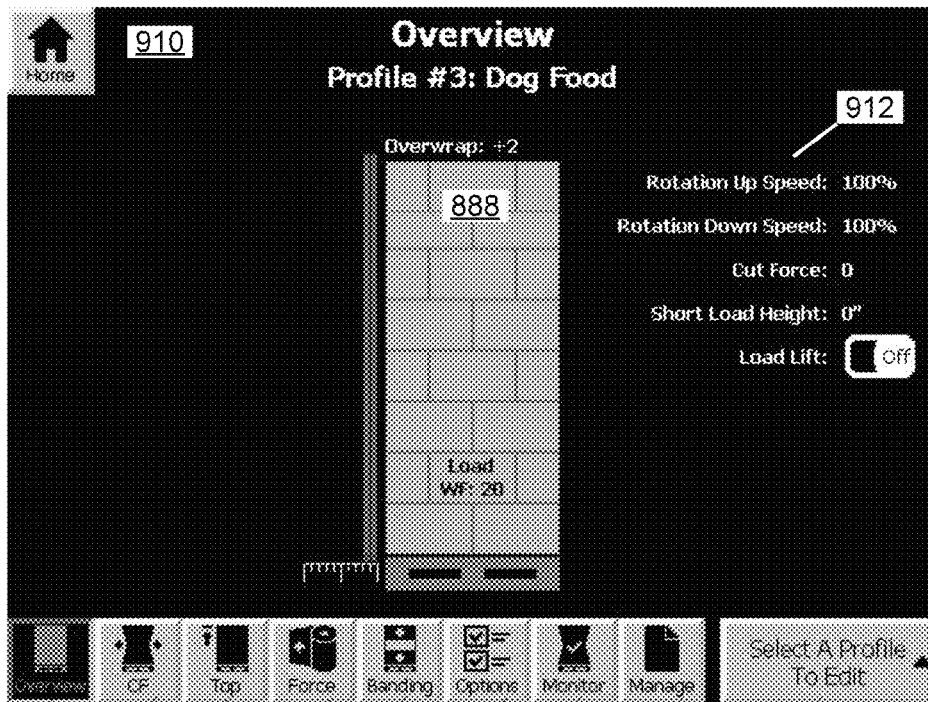 Home
910
Overview
Profile #3: Dog Food
912
Overwrap: +2
888
Rotation Up Speed: 100%
Rotation Down Speed: 100%
Cut Force: 0
Short Load Height: 0"
Load Lift: Off
Load
WF: 20
Overview
CF
Top
Force
Banding
Options
Monitor
Manage
Select A Profile
To Edit